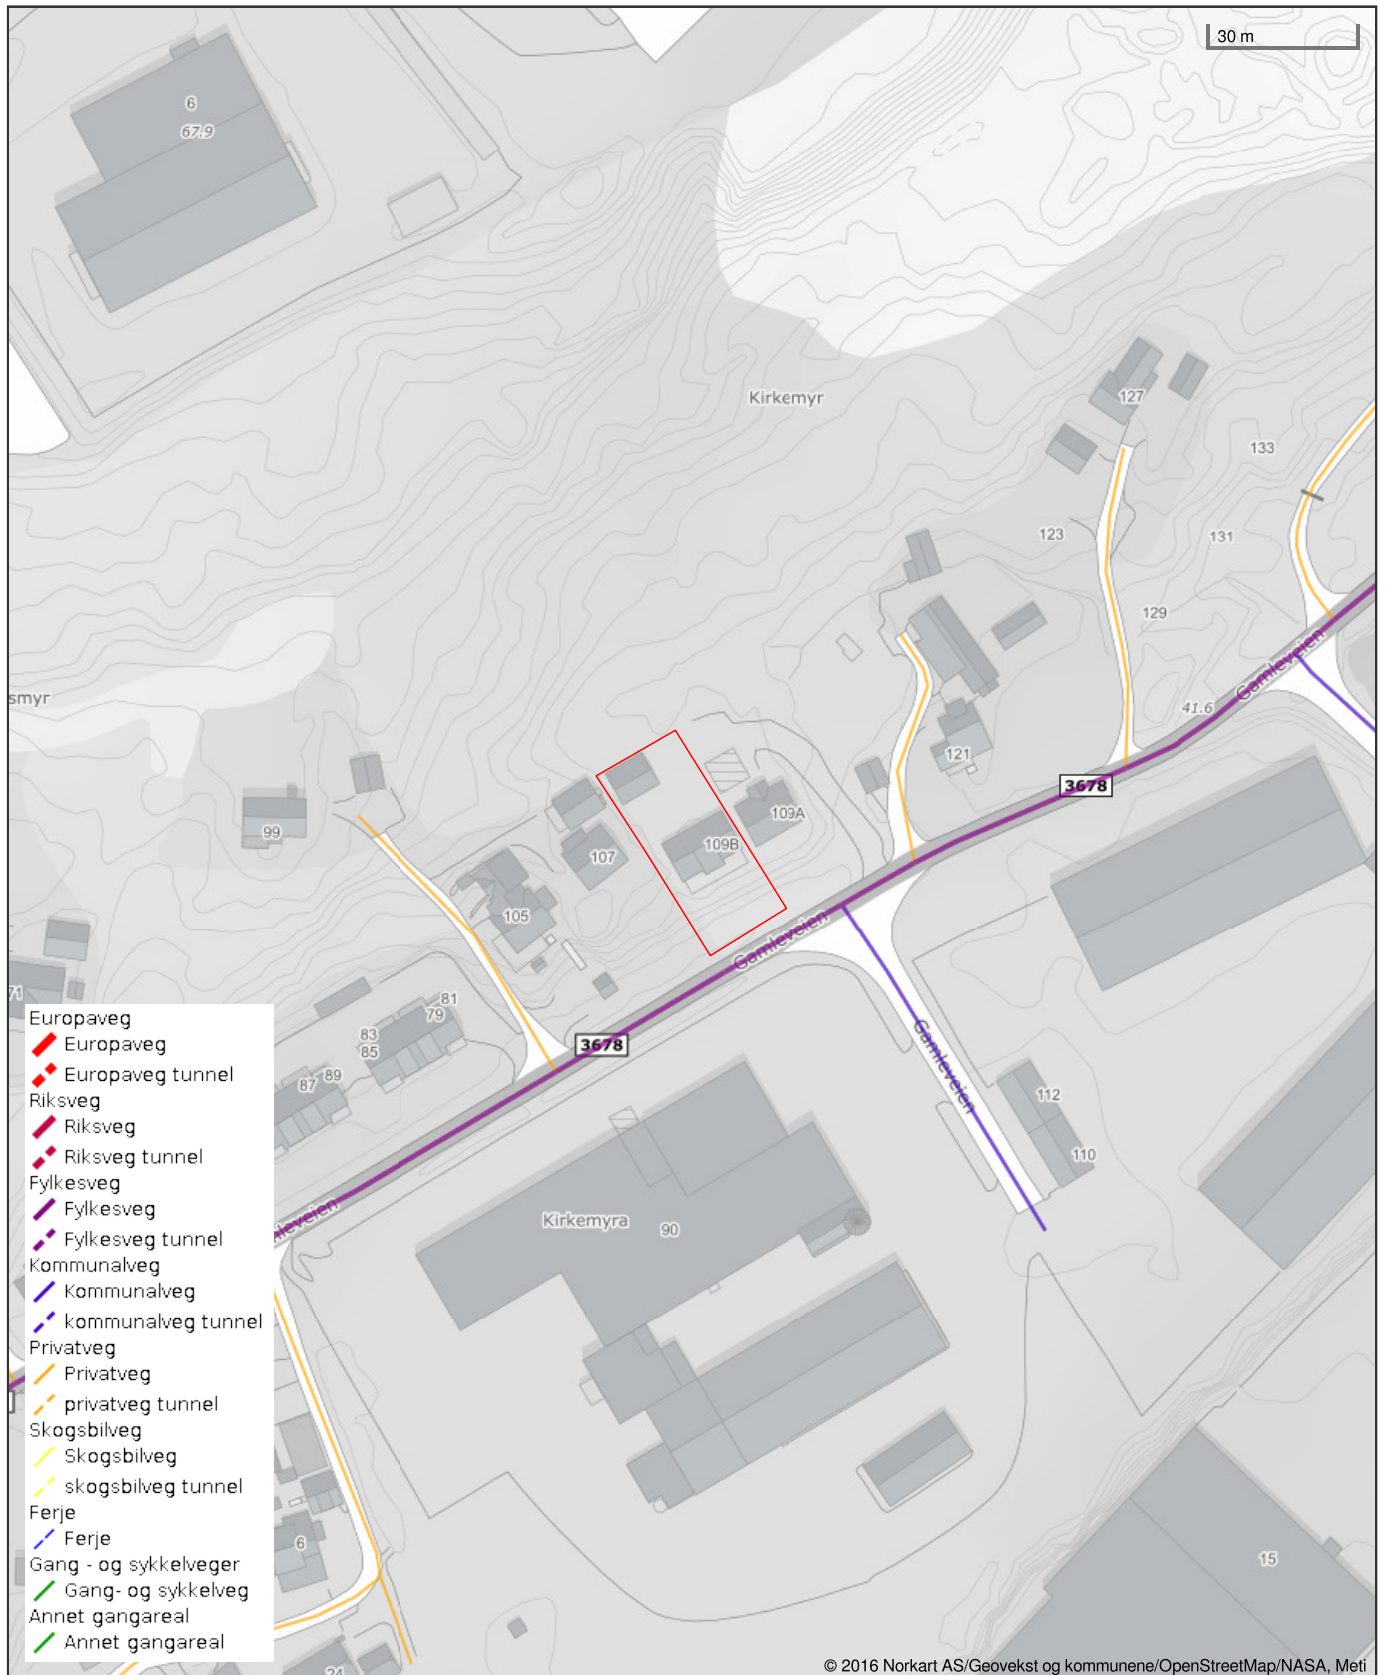 30 m
6
67.9
Kirkemyr
127
133
123
131
129
Gamleveien
smyr
41.6
121
3678
99
109A
109B
107
105
Gamleveien
71
81
79
83
85
3678
89
87
Gamleveien
112
110
Kirkemyra
90
mleveien
6
15
24
Europaveg
Europaveg
Europaveg tunnel
Riksveg
Riksveg
Riksveg tunnel
Fylkesveg
Fylkesveg
Fylkesveg tunnel
Kommunalveg
Kommunalveg
kommunalveg tunnel
Privatveg
Privatveg
privatveg tunnel
Skogsbilveg
Skogsbilveg
skogsbilveg tunnel
Ferje
Ferje
Gang - og sykkelveger
Gang- og sykkelveg
Annet gangareal
Annet gangareal
© 2016 Norkart AS/Geovekst og kommunene/OpenStreetMap/NASA, Meti